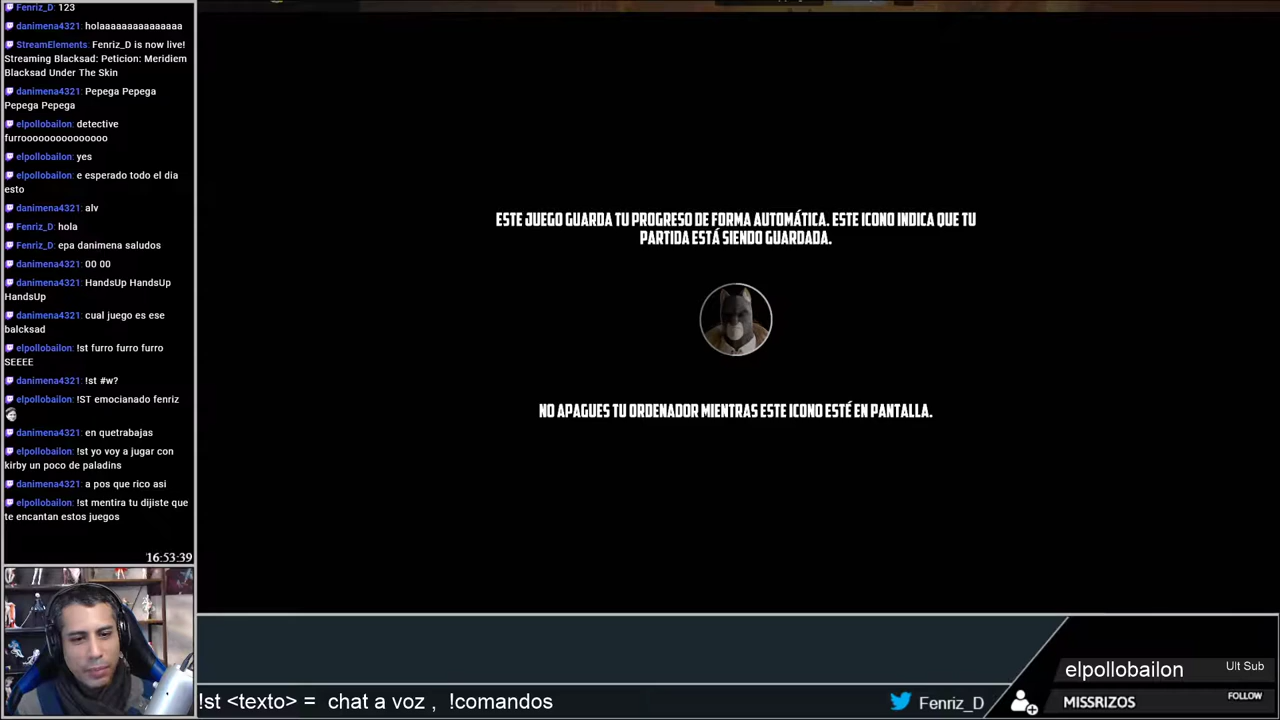 Fenriz_D: 123
danimena4321: holaaaaaaaaaaaaaaa
StreamElements: Fenriz_D is now live!
Streaming Blacksad: Peticion: Meridiem
Blacksad Under The Skin
danimena4321: Pepega Pepega
Pepega Pepega
elpollobailon: detective
furrooooooooooooooo
elpollobailon: yes
elpollobailon: e esperado todo el dia
esto
danimena4321: alv
Fenriz_D: hola
Fenriz_D: epa danimena saludos
danimena4321: 00 00
danimena4321: HandsUp HandsUp
HandsUp
danimena4321: cual juego es ese
balcksad
elpollobailon: !st furro furro furro
SEEEE
danimena4321: !st #w?
elpollobailon: !ST emocianado fenriz
danimena4321: en quetrabajas
elpollobailon: !st yo voy a jugar con
kirby un poco de paladins
danimena4321: a pos que rico asi
elpollobailon: !st mentira tu dijiste que
te encantan estos juegos
16:53:39
ESTE JUEGO GUARDA TU PROGRESO DE FORMA AUTOMÁTICA. ESTE ICONO INDICA QUE TU
PARTIDA ESTÁ SIENDO GUARDADA.
NO APAGUES TU ORDENADOR MIENTRAS ESTE ICONO ESTÉ EN PANTALLA.
!st <texto> = chat a voz , !comandos
Fenriz_D
elpollobailon
Ult Sub
MISSRIZOS
FOLLOW